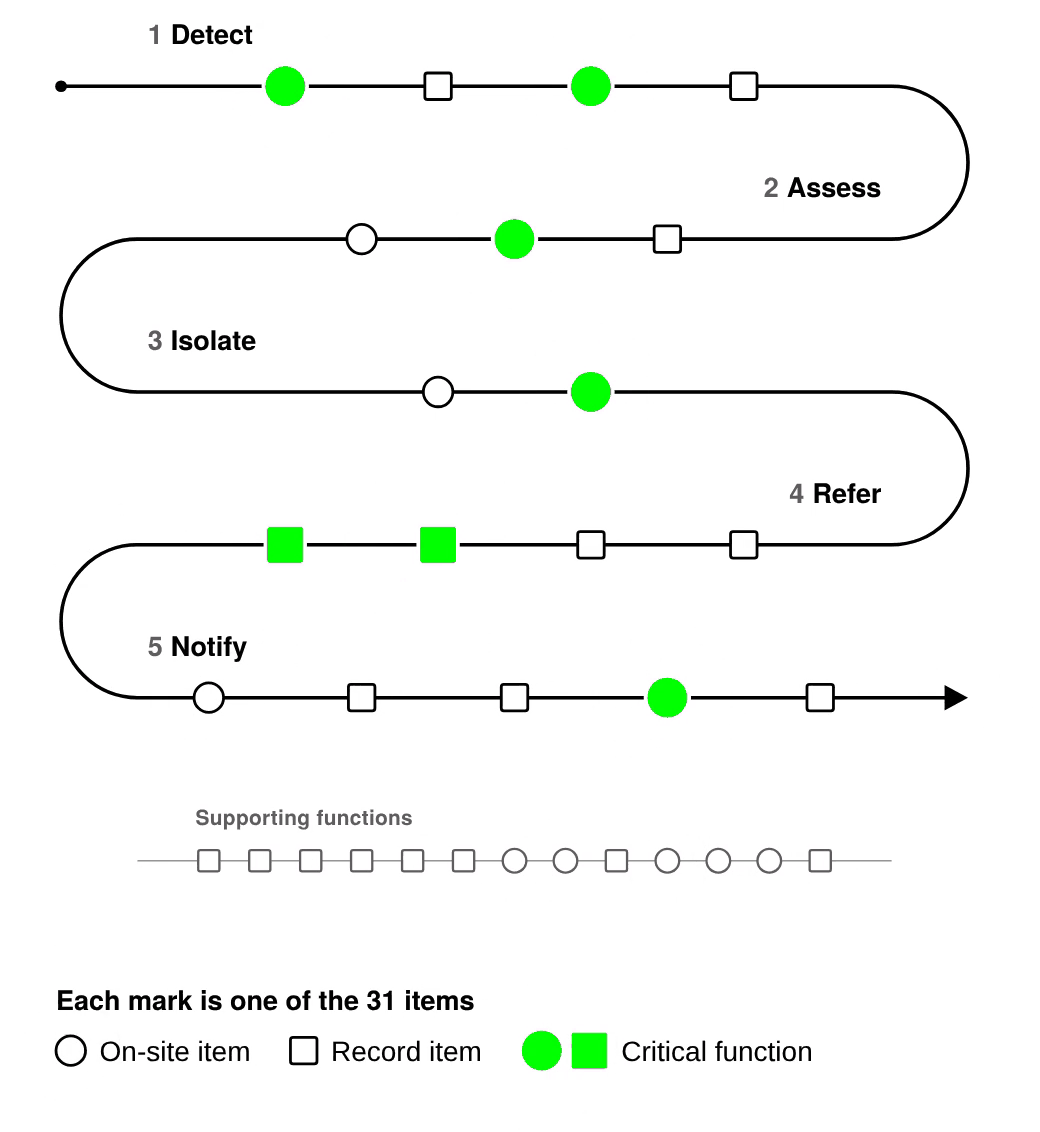 1 Detect
2 Assess
3 Isolate
4 Refer
5 Notify
Supporting functions
Each mark is one of the 31 items
On-site item
Record item
Critical function